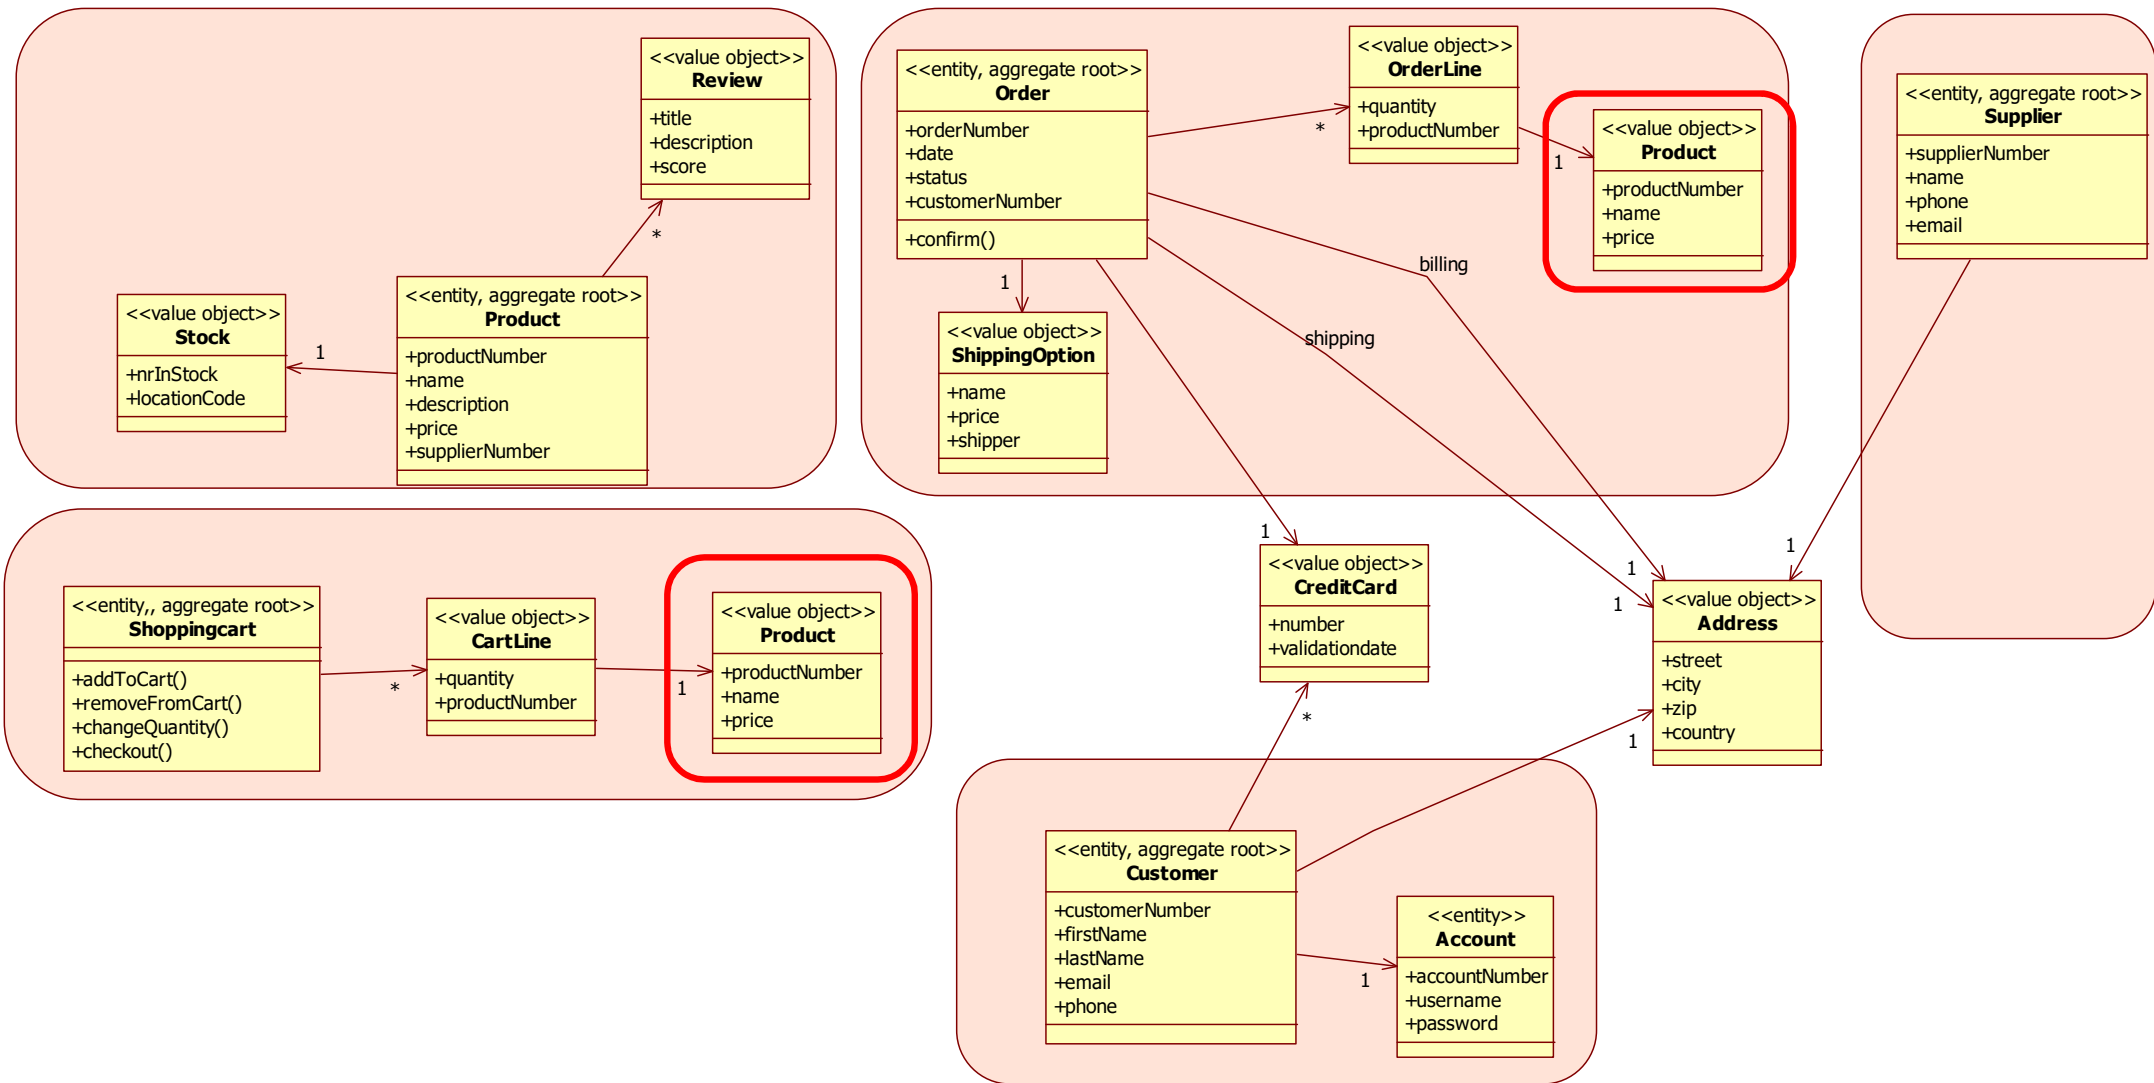 <<value object>>
Review
+title
+description
+score
*
<<value object>>
Stock
+nrInStock
+locationCode
1
<<entity, aggregate root>>
Product
+productNumber
+name
+description
+price
+supplierNumber
<<entity, aggregate root>>
Order
+orderNumber
+date
+status
+customerNumber
+confirm()
*
<<value object>>
OrderLine
+quantity
+productNumber
1
<<value object>>
Product
+productNumber
+name
+price
billing
shipping
1
<<value object>>
ShippingOption
+name
+price
+shipper
<<entity, aggregate root>>
Supplier
+supplierNumber
+name
+phone
+email
<<entity,, aggregate root>>
Shoppingcart
+addToCart()
+removeFromCart()
+changeQuantity()
+checkout()
*
<<value object>>
CartLine
+quantity
+productNumber
1
<<value object>>
Product
+productNumber
+name
+price
1
<<value object>>
CreditCard
+number
+validationdate
*
1
1
1
<<value object>>
Address
+street
+city
+zip
+country
1
<<entity, aggregate root>>
Customer
+customerNumber
+firstName
+lastName
+email
+phone
1
<<entity>>
Account
+accountNumber
+username
+password